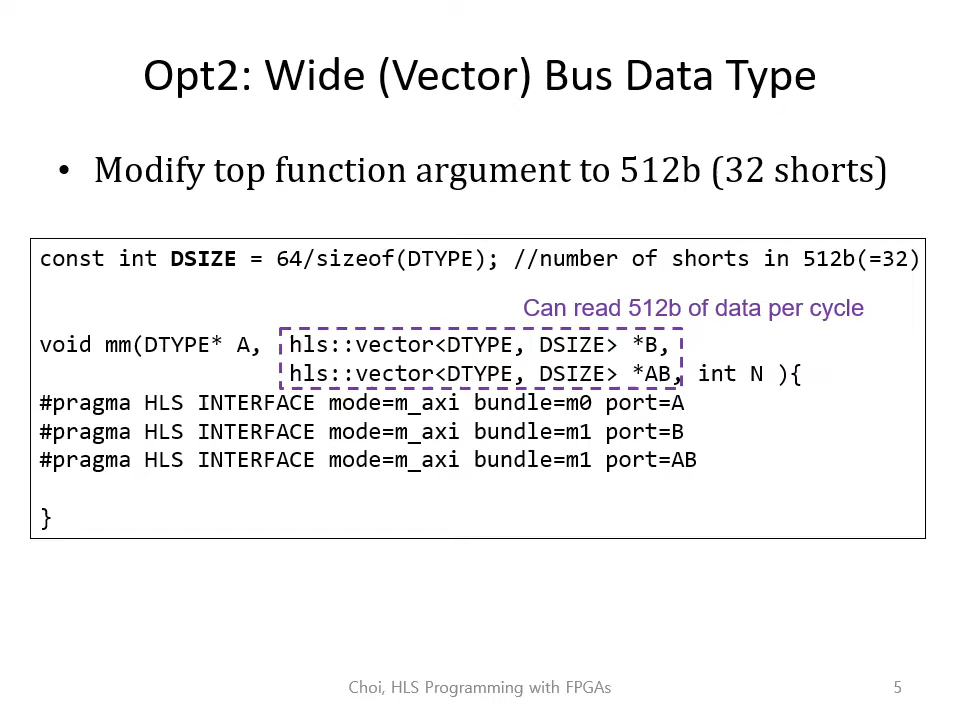 Opt2: Wide (Vector) Bus Data Type
• Modify top function argument to 512b (32 shorts)
const int DSIZE = 64/sizeof(DTYPE); //number of shorts in 512b(=32)
Can read 512b of data per cycle
void mm(DTYPE* A, hls::vector<DTYPE, DSIZE> *B,
hls::vector<DTYPE, DSIZE> *AB, int N ){
#pragma HLS INTERFACE mode=m_axi bundle=m0 port=A
#pragma HLS INTERFACE mode=m_axi bundle=m1 port=B
#pragma HLS INTERFACE mode=m_axi bundle=m1 port=AB
}
Choi, HLS Programming with FPGAs
5